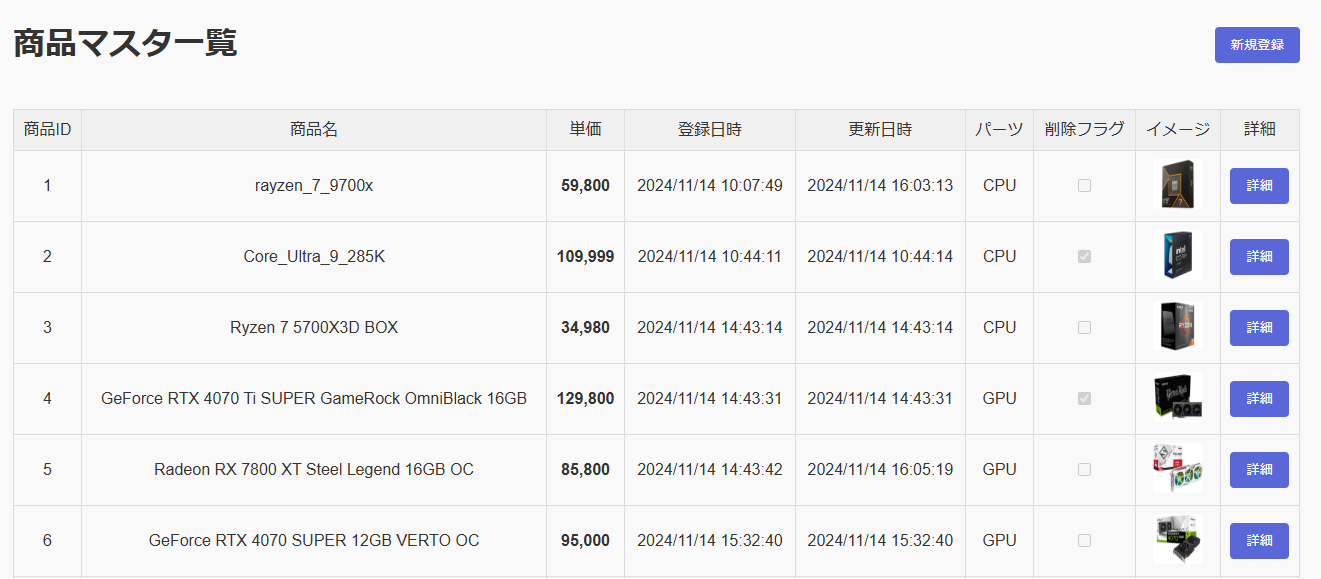 商品マスタ一覧
新規登録
商品ID 商品名 単価 登録日時 更新日時 パーツ 削除フラグ イメージ 詳細
1 rayzen_7_9700x 59,800 2024/11/14 10:07:49 2024/11/14 16:03:13 CPU 詳細
2 Core_Ultra_9_285K 109,999 2024/11/14 10:44:11 2024/11/14 10:44:14 CPU 詳細
3 Ryzen 7 5700X3D BOX 34,980 2024/11/14 14:43:14 2024/11/14 14:43:14 CPU 詳細
4 GeForce RTX 4070 Ti SUPER GameRock OmniBlack 16GB 129,800 2024/11/14 14:43:31 2024/11/14 14:43:31 GPU 詳細
5 Radeon RX 7800 XT Steel Legend 16GB OC 85,800 2024/11/14 14:43:42 2024/11/14 16:05:19 GPU 詳細
6 GeForce RTX 4070 SUPER 12GB VERTO OC 95,000 2024/11/14 15:32:40 2024/11/14 15:32:40 GPU 詳細